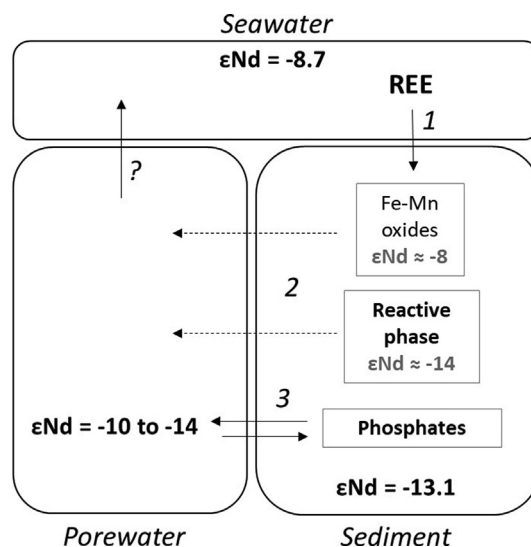 Seawater
εNd = -8.7
REE
1
?
Fe-Mn
oxides
εNd ≈ -8
2
Reactive
phase
εNd ≈ -14
3
εNd = -10 to -14
Phosphates
εNd = -13.1
Porewater
Sediment